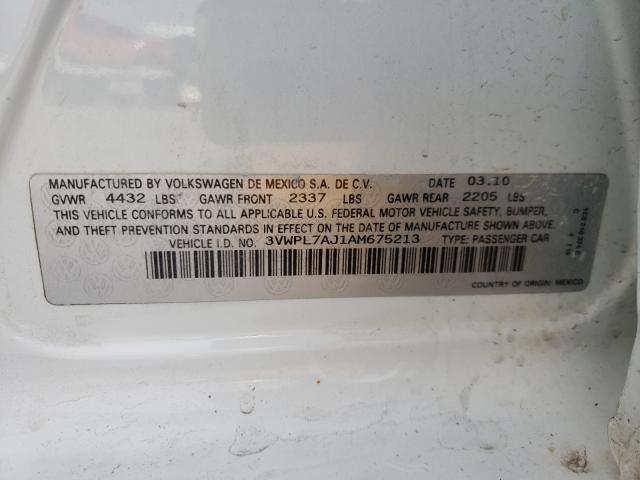 MANUFACTURED BY VOLKSWAGEN DE MEXICO S.A. DE C.V. DATE 03.10
GVWR 4432 LBS GAWR FRONT 2337 LBS GAWR REAR 2205 LBS
THIS VEHICLE CONFORMS TO ALL APPLICABLE U.S. FEDERAL MOTOR VEHICLE SAFETY, BUMPER,
AND THEFT PREVENTION STANDARDS IN EFFECT ON THE DATE OF MANUFACTURE SHOWN ABOVE.
VEHICLE I.D. NO. 3VWPL7AJ1AM675213 TYPE: PASSENGER CAR
COUNTRY OF ORIGIN: MEXICO